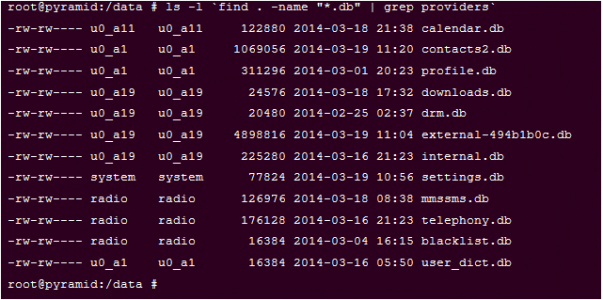 root@pyramid:/data # ls -l `find . -name "*.db" | grep providers`
-rw-rw---- u0_a11 u0_a11 122880 2014-03-18 21:38 calendar.db
-rw-rw---- u0_a1 u0_a1 1069056 2014-03-19 11:20 contacts2.db
-rw-rw---- u0_a1 u0_a1 311296 2014-03-01 20:23 profile.db
-rw-rw---- u0_a19 u0_a19 24576 2014-03-18 17:32 downloads.db
-rw-rw---- u0_a19 u0_a19 20480 2014-02-25 02:37 drm.db
-rw-rw---- u0_a19 u0_a19 4898816 2014-03-19 11:04 external-494b1b0c.db
-rw-rw---- u0_a19 u0_a19 225280 2014-03-16 21:23 internal.db
-rw-rw---- system system 77824 2014-03-19 10:56 settings.db
-rw-rw---- radio radio 126976 2014-03-18 08:38 mmssms.db
-rw-rw---- radio radio 176128 2014-03-16 21:23 telephony.db
-rw-rw---- radio radio 16384 2014-03-04 16:15 blacklist.db
-rw-rw---- u0_a1 u0_a1 16384 2014-03-16 05:50 user_dict.db
root@pyramid:/data #